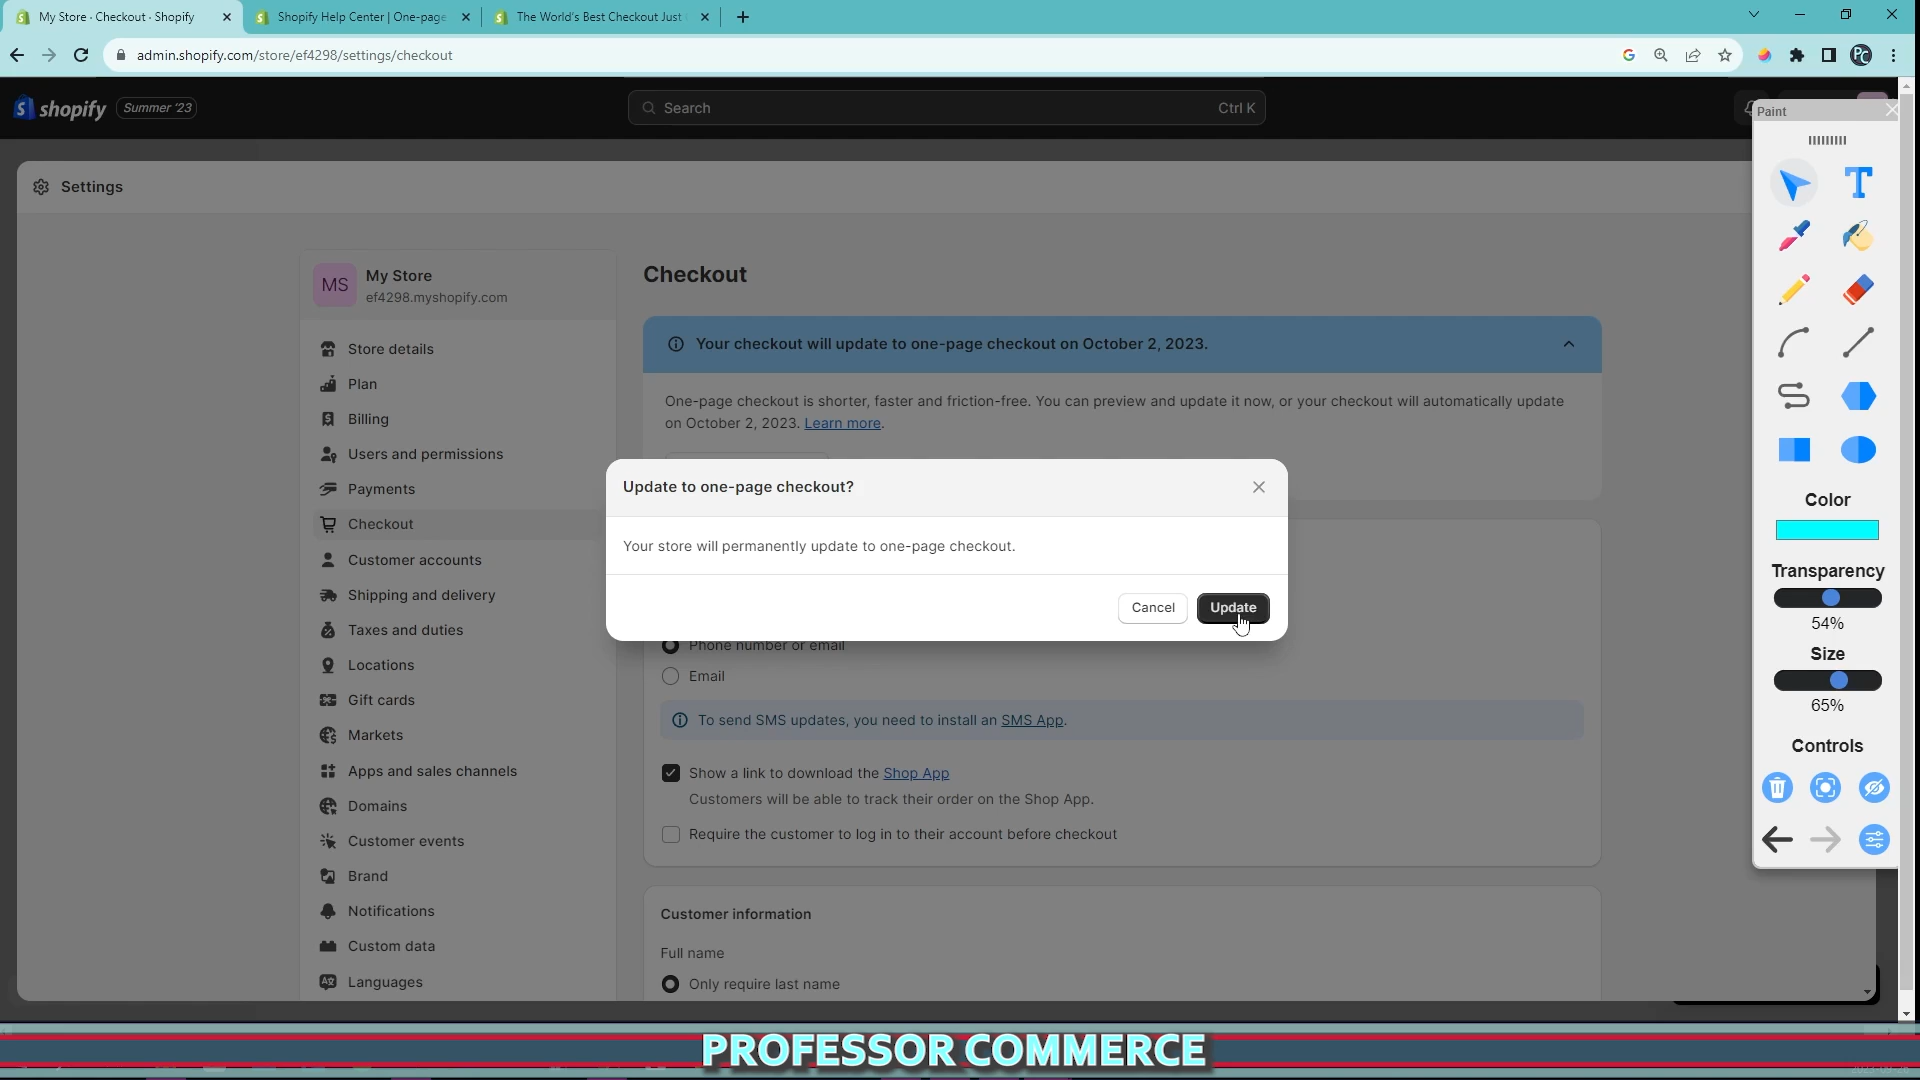 My Store · Checkout · Shopify
Shopify Help Center | One-page
The World's Best Checkout Just
admin.shopify.com/store/ef4298/settings/checkout
shopify
Summer '23
Search
Ctrl K
Paint
Settings
MS
My Store
ef4298.myshopify.com
Store details
Plan
Billing
Users and permissions
Payments
Checkout
Customer accounts
Shipping and delivery
Taxes and duties
Locations
Gift cards
Markets
Apps and sales channels
Domains
Customer events
Brand
Notifications
Custom data
Languages
Checkout
Your checkout will update to one-page checkout on October 2, 2023.
One-page checkout is shorter, faster and friction-free. You can preview and update it now, or your checkout will automatically update
on October 2, 2023. Learn more.
Update to one-page checkout?
Your store will permanently update to one-page checkout.
Cancel
Update
Phone number or email
Email
To send SMS updates, you need to install an SMS App.
Show a link to download the Shop App
Customers will be able to track their order on the Shop App.
Require the customer to log in to their account before checkout
Customer information
Full name
Only require last name
Color
Transparency
54%
Size
65%
Controls
PROFESSOR COMMERCE